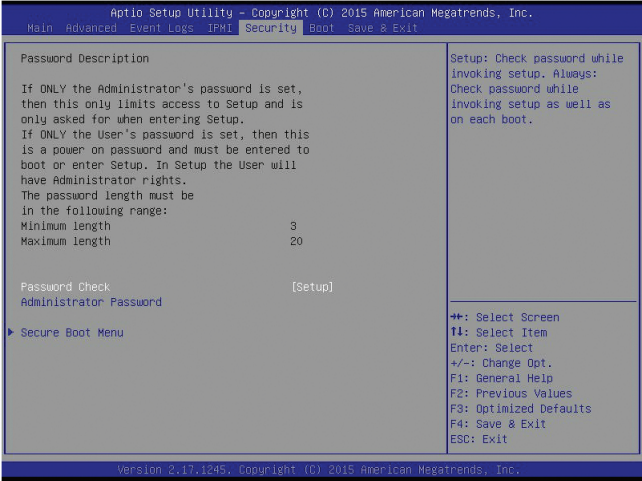 Aptio Setup Utility – Copyright (C) 2015 American Megatrends, Inc.
Main Advanced Event Logs IPMI Security Boot Save & Exit
Password Description
If ONLY the Administrator's password is set,
then this only limits access to Setup and is
only asked for when entering Setup.
If ONLY the User's password is set, then this
is a power on password and must be entered to
boot or enter Setup. In Setup the User will
have Administrator rights.
The password length must be
in the following range:
Minimum length 3
Maximum length 20
Password Check [Setup]
Administrator Password
Secure Boot Menu
Setup: Check password while
invoking setup. Always:
Check password while
invoking setup as well as
on each boot.
→←: Select Screen
↑↓: Select Item
Enter: Select
+/-: Change Opt.
F1: General Help
F2: Previous Values
F3: Optimized Defaults
F4: Save & Exit
ESC: Exit
Version 2.17.1245. Copyright (C) 2015 American Megatrends, Inc.